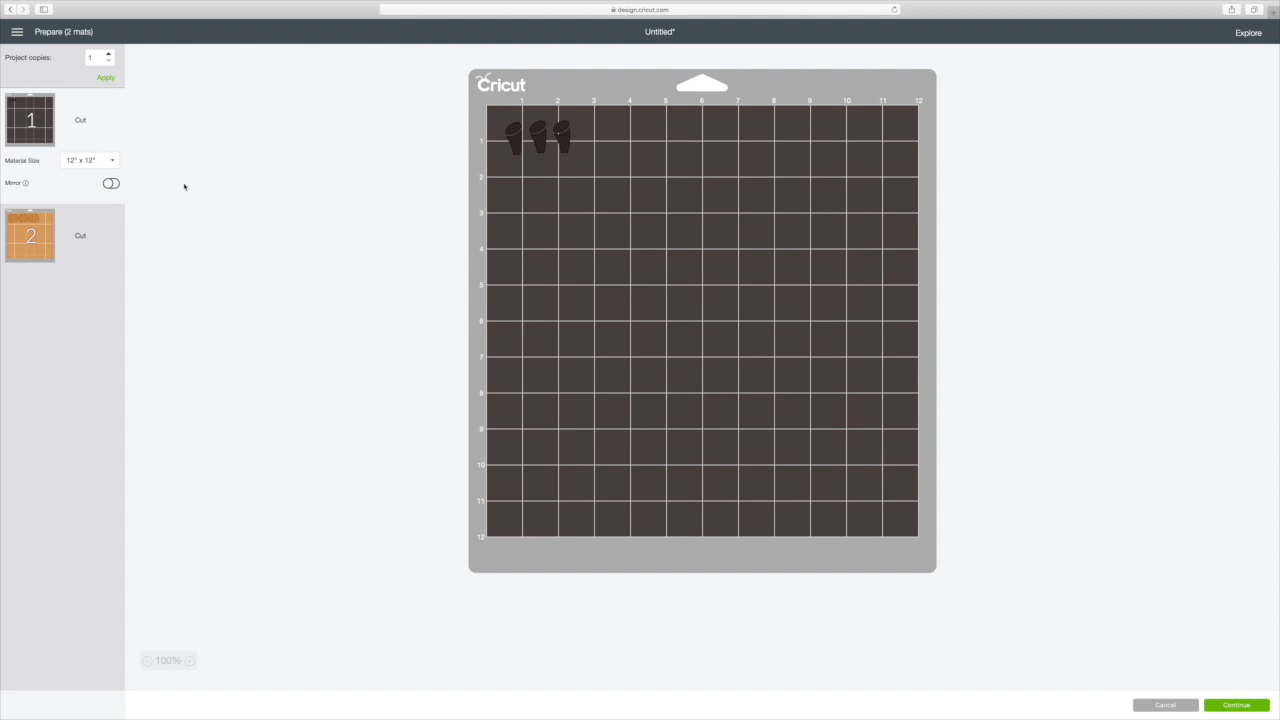 design.cricut.com
Prepare (2 mats)
Untitled*
Explore
Project copies:
1
Apply
1
Cut
Material Size
12" x 12"
Mirror
2
Cut
Cricut
1 2 3 4 5 6 7 8 9 10 11 12
1
2
3
4
5
6
7
8
9
10
11
12
100%
Cancel
Continue